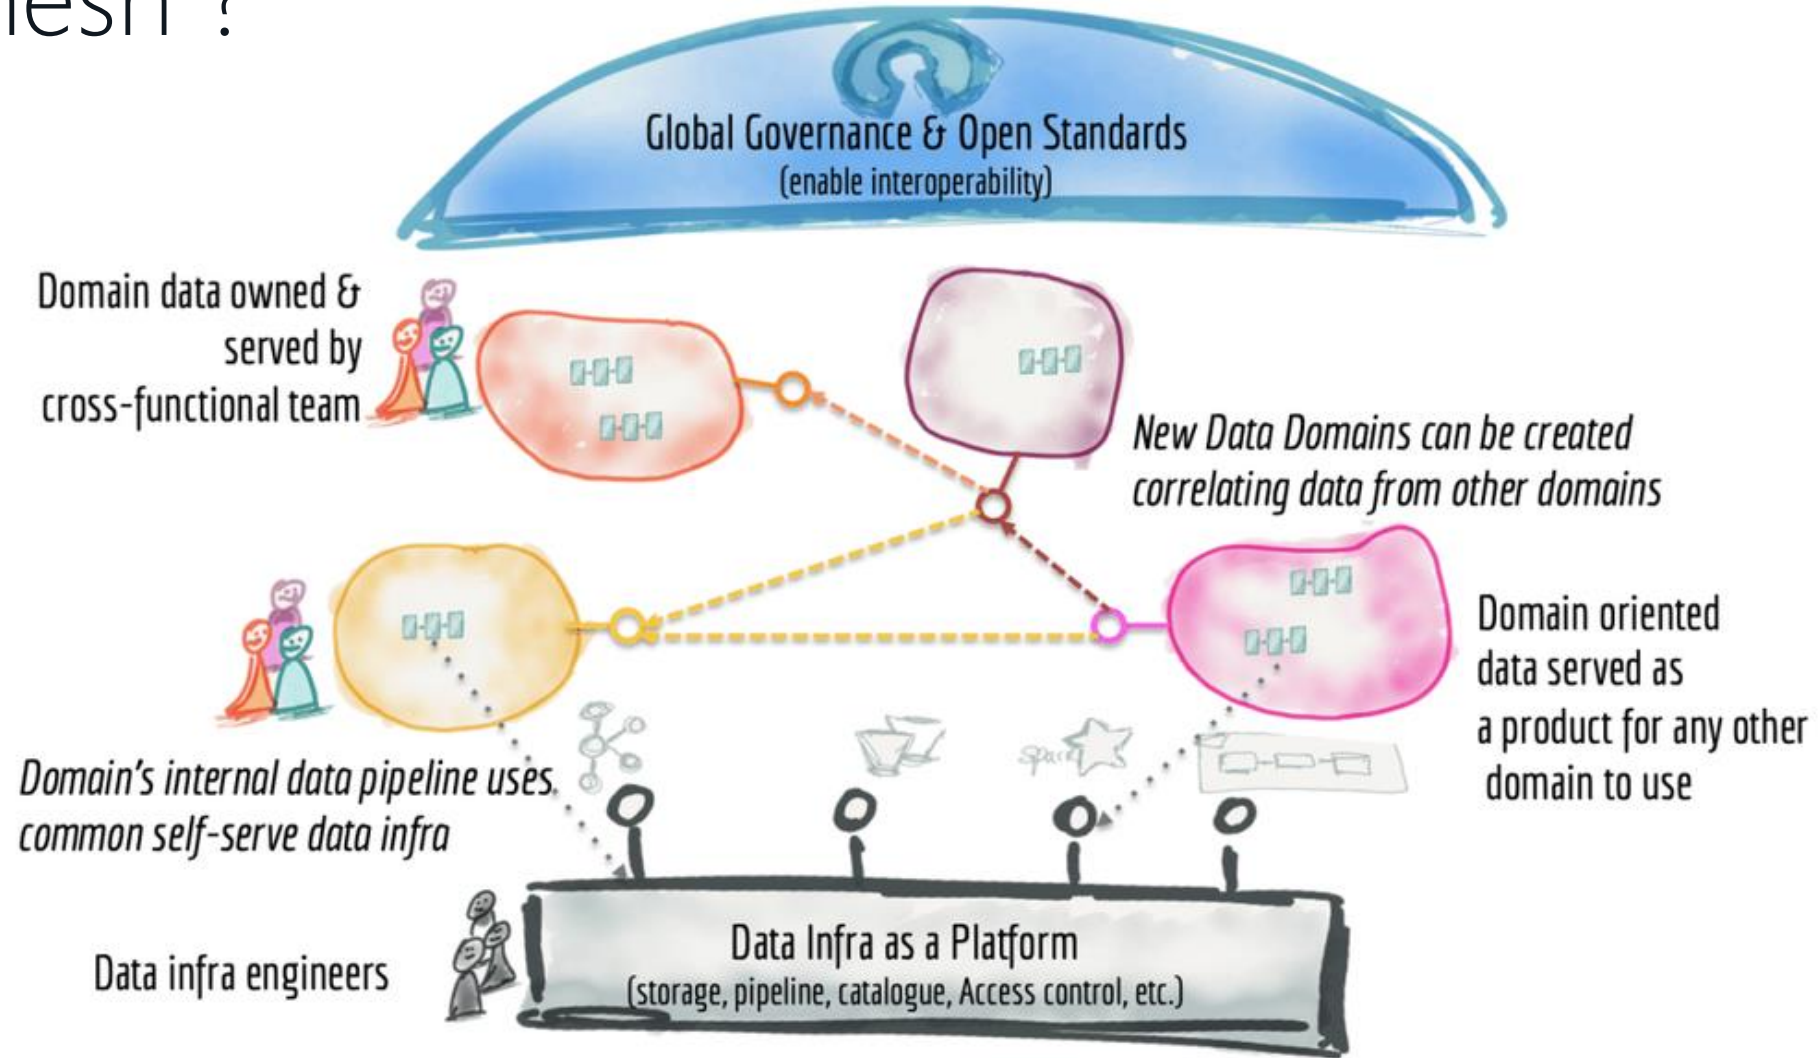 ?
Global Governance & Open Standards
(enable interoperability)
Domain data owned &
served by
cross-functional team
New Data Domains can be created
correlating data from other domains
Domain oriented
data served as
a product for any other
domain to use
Spark
Domain's internal data pipeline uses
common self-serve data infra
Data infra engineers
Data Infra as a Platform
(storage, pipeline, catalogue, Access control, etc.)